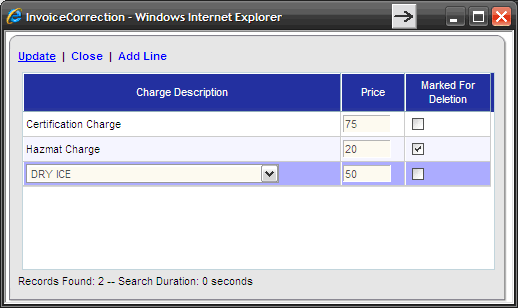 InvoiceCorrection - Windows Internet Explorer
Update | Close | Add Line
Charge Description Price Marked For Deletion
Certification Charge 75
Hazmat Charge 20
DRY ICE 50
Records Found: 2 -- Search Duration: 0 seconds